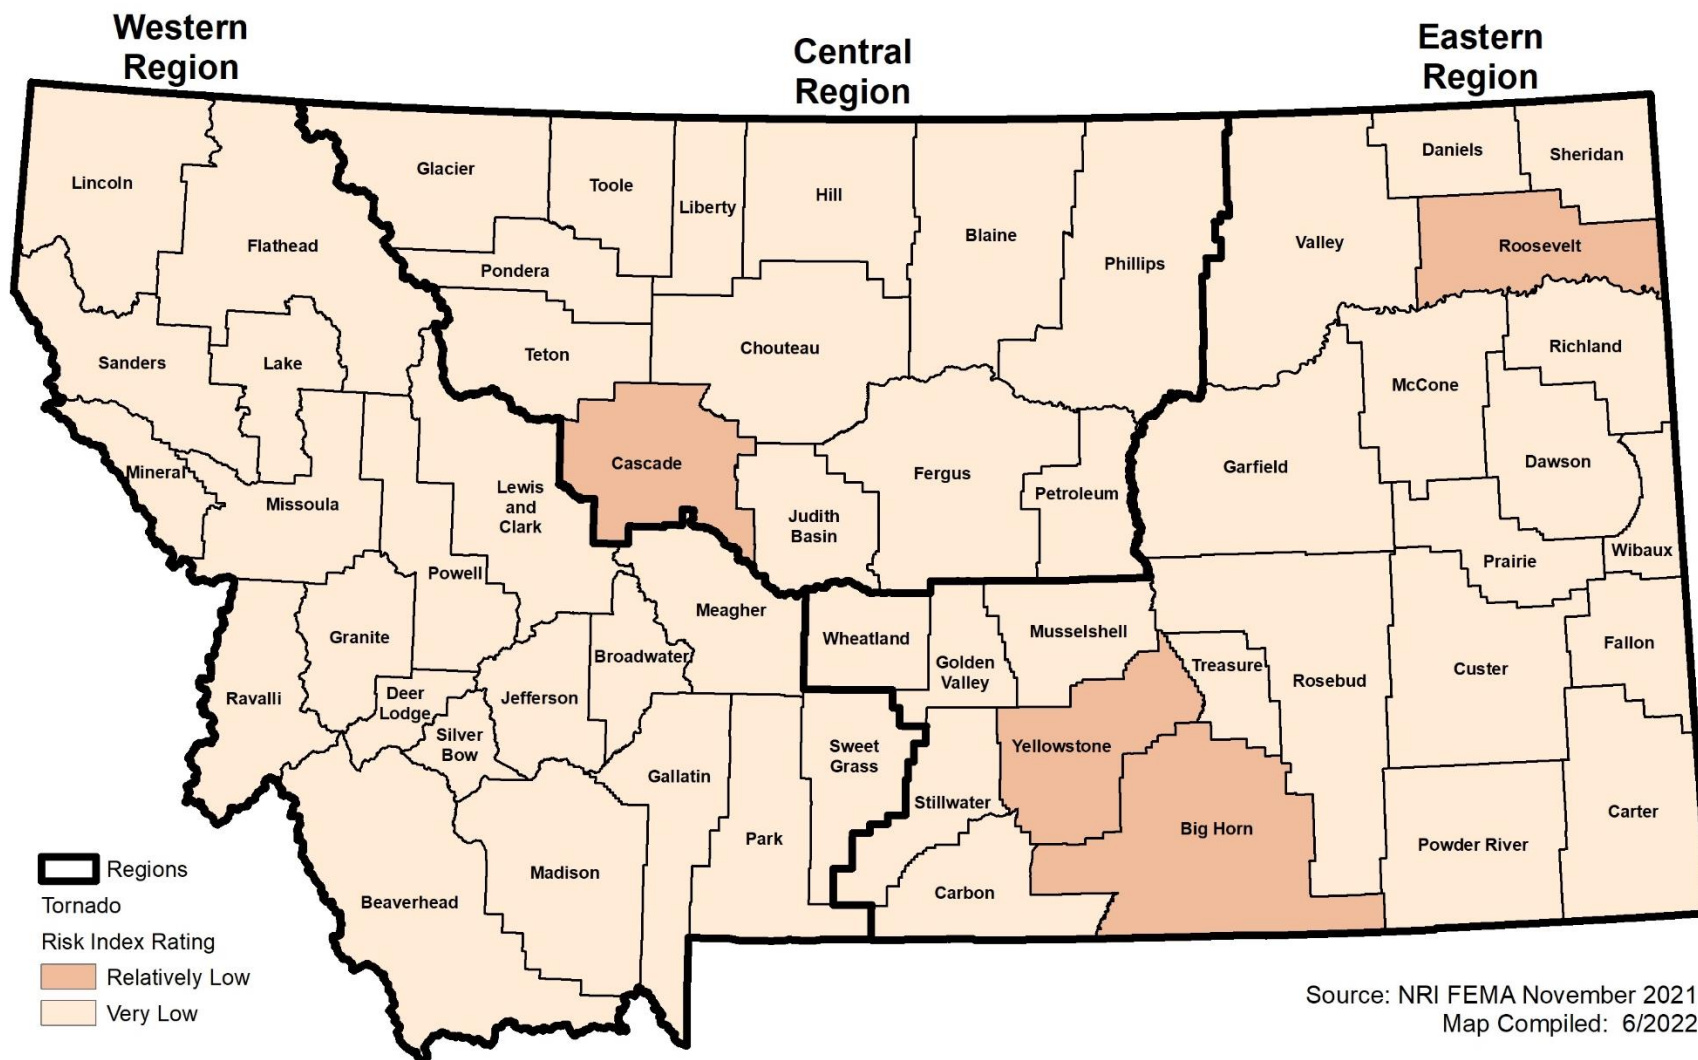 Western
Region
Central
Region
Eastern
Region
Lincoln
Flathead
Glacier
Toole
Liberty
Hill
Blaine
Phillips
Valley
Daniels
Sheridan
Roosevelt
Pondera
Sanders
Lake
Teton
Chouteau
Richland
McCone
Mineral
Missoula
Lewis
and
Clark
Cascade
Judith
Basin
Fergus
Petroleum
Garfield
Dawson
Prairie
Wibaux
Powell
Granite
Ravalli
Deer
Lodge
Silver
Bow
Jefferson
Broadwater
Meagher
Wheatland
Golden
Valley
Musselshell
Treasure
Rosebud
Custer
Fallon
Gallatin
Sweet
Grass
Yellowstone
Stillwater
Park
Madison
Beaverhead
Carbon
Big Horn
Powder River
Carter
Regions
Tornado
Risk Index Rating
Relatively Low
Very Low
Source: NRI FEMA November 2021
Map Compiled: 6/2022